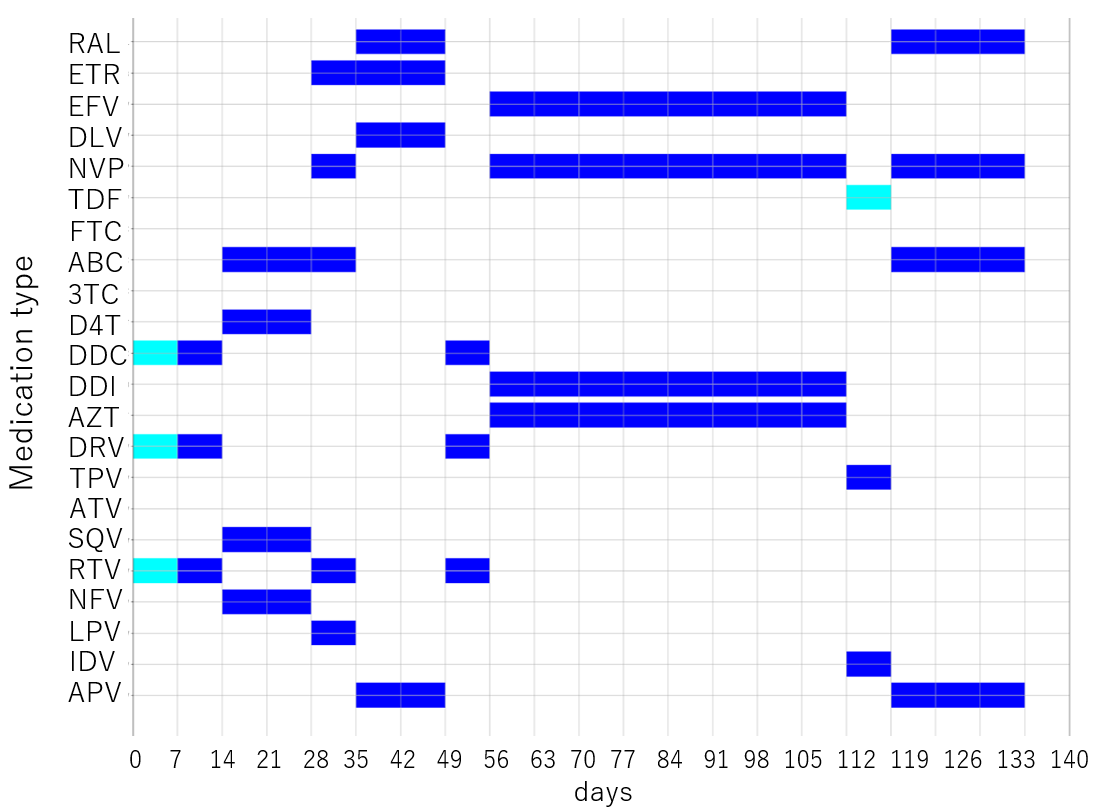 RAL
ETR
EFV
DLV
NVP
TDF
FTC
ABC
3TC
D4T
DDC
DDI
AZT
DRV
TPV
ATV
SQV
RTV
NFV
LPV
IDV
APV
Medication type
0 7 14 21 28 35 42 49 56 63 70 77 84 91 98 105 112 119 126 133 140
days